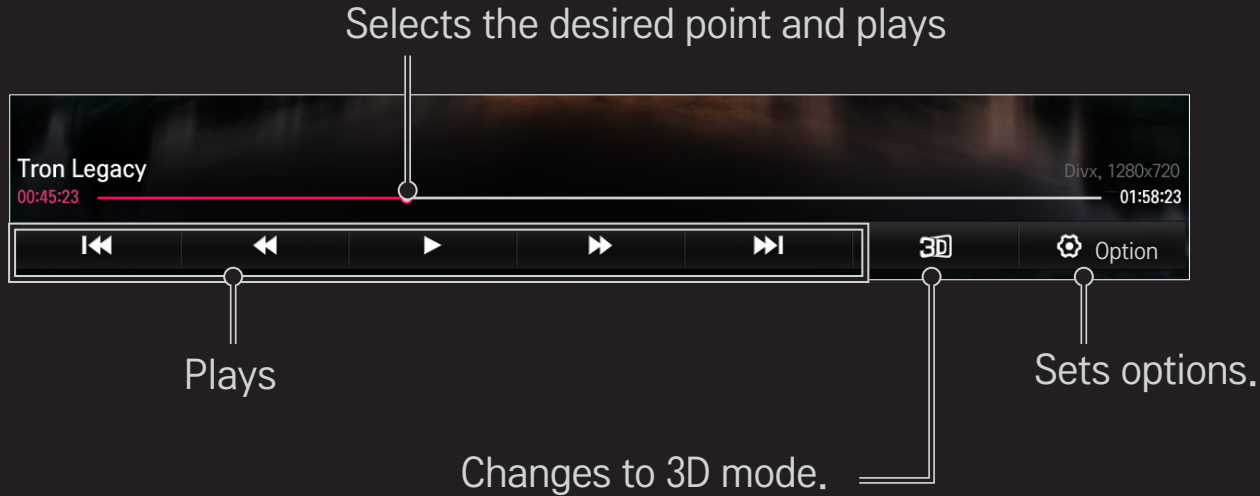 Selects the desired point and plays
Tron Legacy
Divx, 1280x720
00:45:23
01:58:23
3D
Option
Plays
Sets options.
Changes to 3D mode.